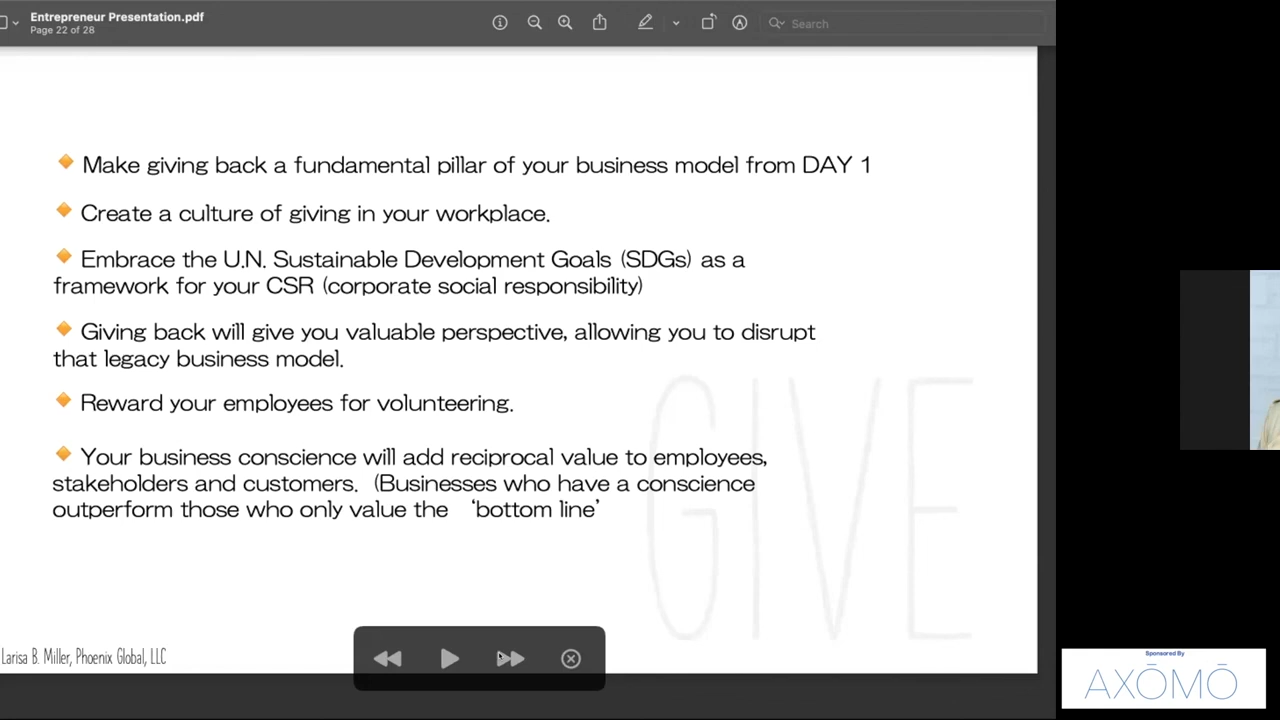 Entrepreneur Presentation.pdf
Page 22 of 28
Search
Make giving back a fundamental pillar of your business model from DAY 1
Create a culture of giving in your workplace.
Embrace the U.N. Sustainable Development Goals (SDGs) as a
framework for your CSR (corporate social responsibility)
Giving back will give you valuable perspective, allowing you to disrupt
that legacy business model.
Reward your employees for volunteering.
Your business conscience will add reciprocal value to employees,
stakeholders and customers. (Businesses who have a conscience
outperform those who only value the ‘bottom line’
GIVE
Larisa B. Miller, Phoenix Global, LLC
Sponsored By
AXŌMŌ